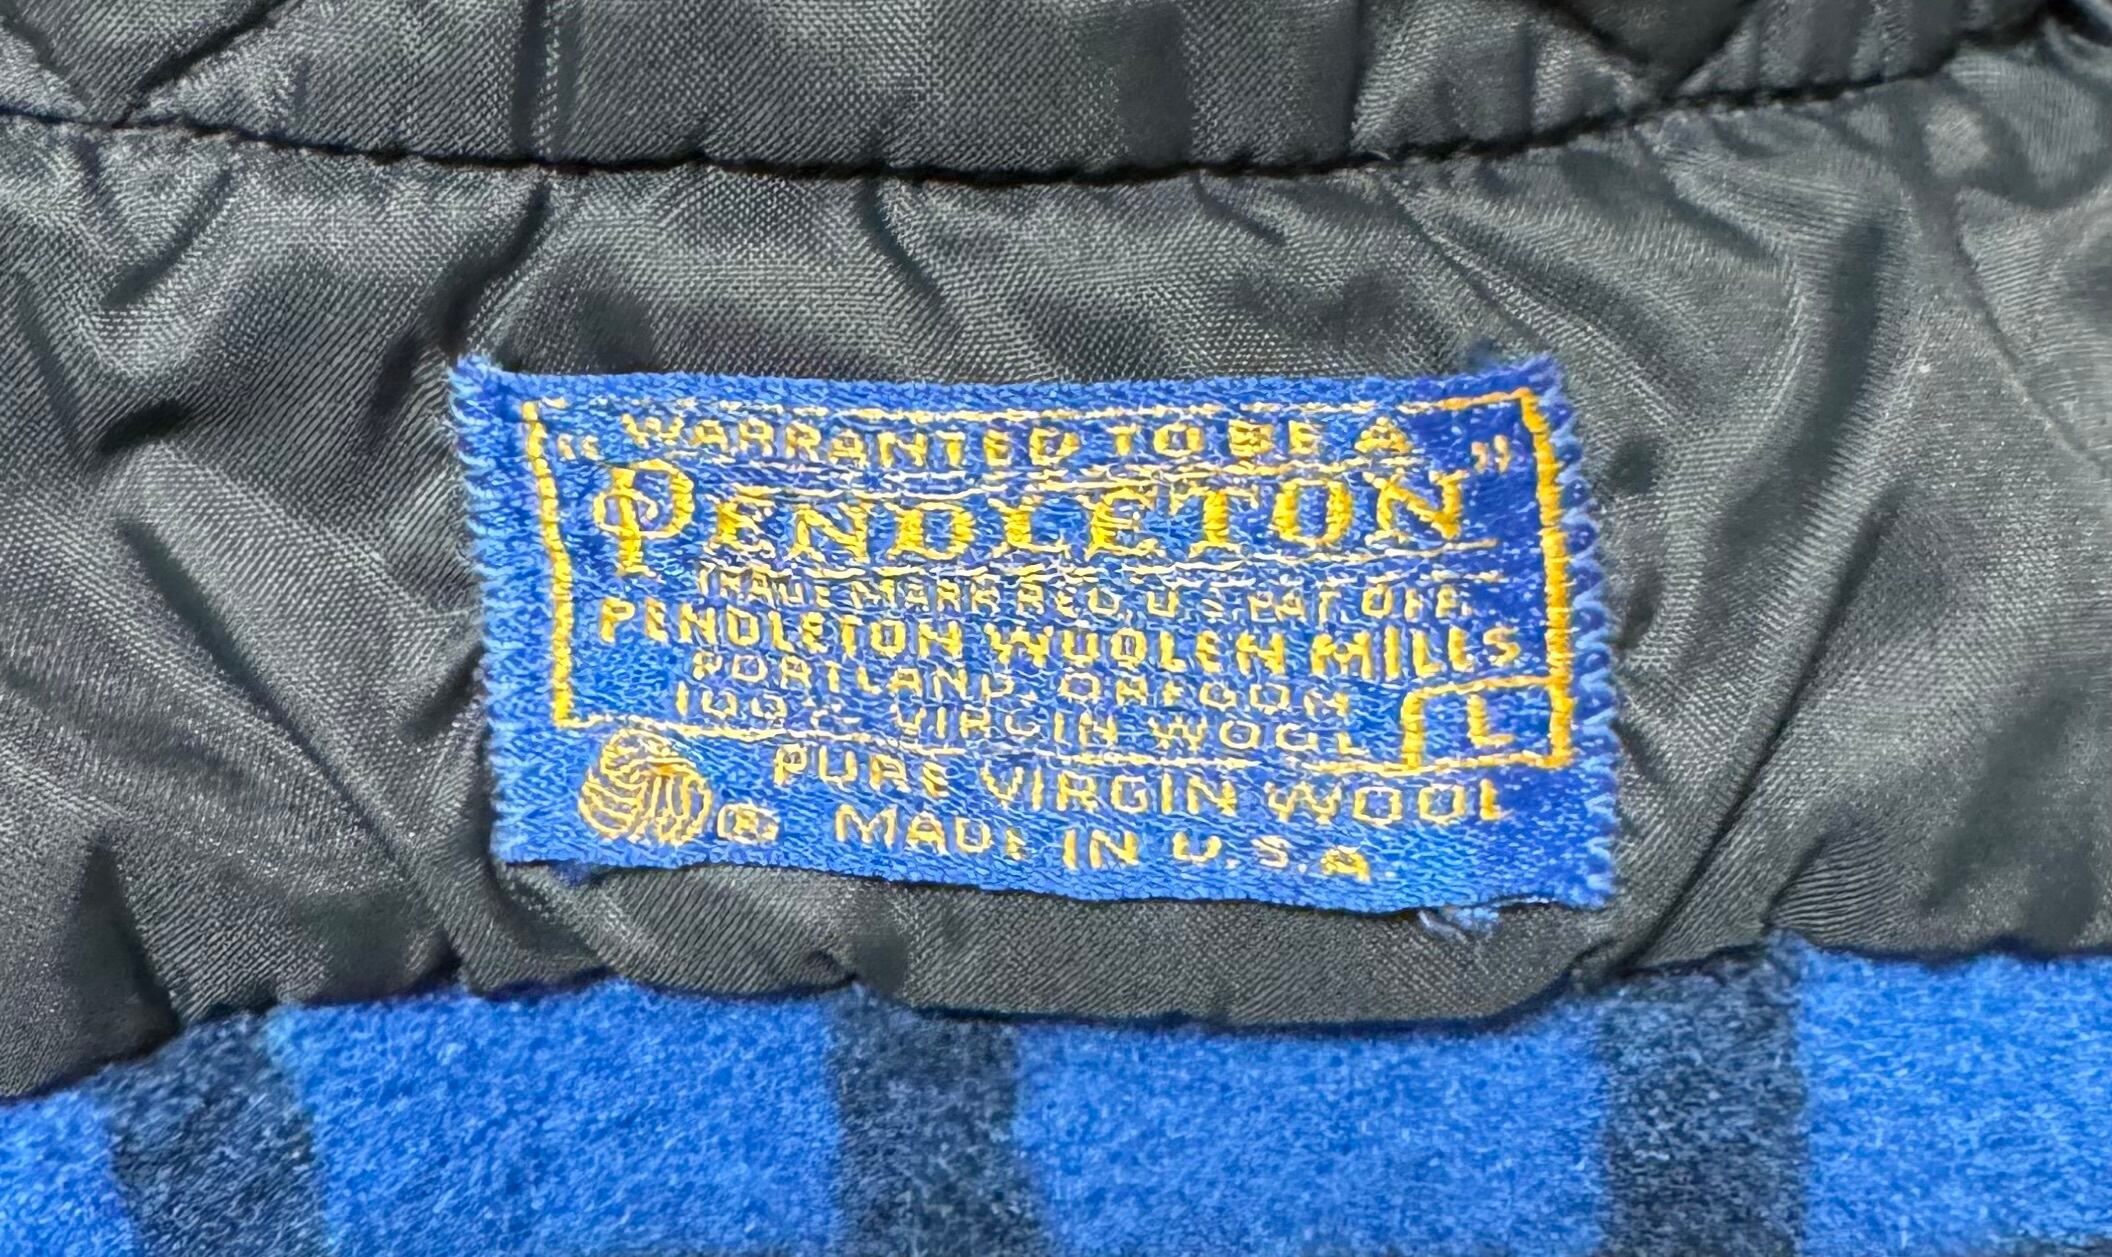 WARRANTED TO BE A
"PENDLETON"
TRADE MARK REG. U.S. PAT. OFF.
PENDLETON WOOLEN MILLS
PORTLAND, OREGON
100% VIRGIN WOOL L
PURE VIRGIN WOOL
® MADE IN U.S.A.